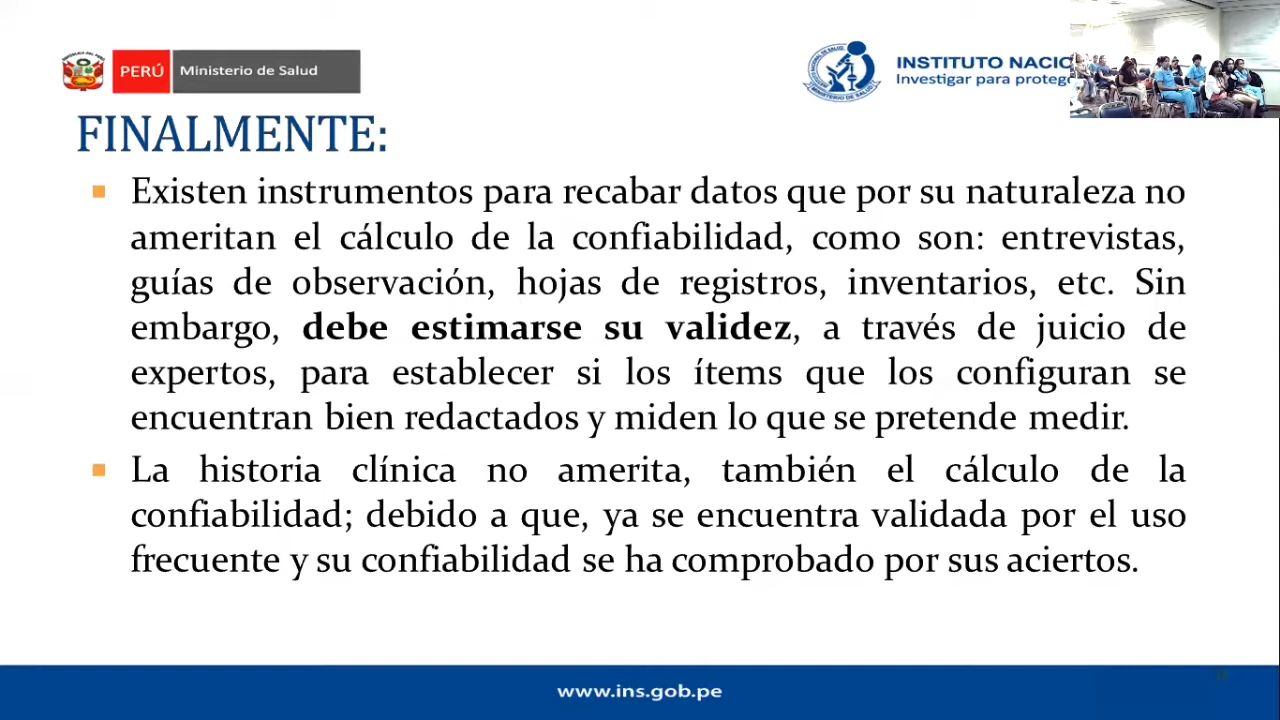 PERÚ Ministerio de Salud
INSTITUTO NACIO
Investigar para protege
FINALMENTE:
Existen instrumentos para recabar datos que por su naturaleza no
ameritan el cálculo de la confiabilidad, como son: entrevistas,
guías de observación, hojas de registros, inventarios, etc. Sin
embargo, debe estimarse su validez, a través de juicio de
expertos, para establecer si los ítems que los configuran se
encuentran bien redactados y miden lo que se pretende medir.
La historia clínica no amerita, también el cálculo de la
confiabilidad; debido a que, ya se encuentra validada por el uso
frecuente y su confiabilidad se ha comprobado por sus aciertos.
www.ins.gob.pe